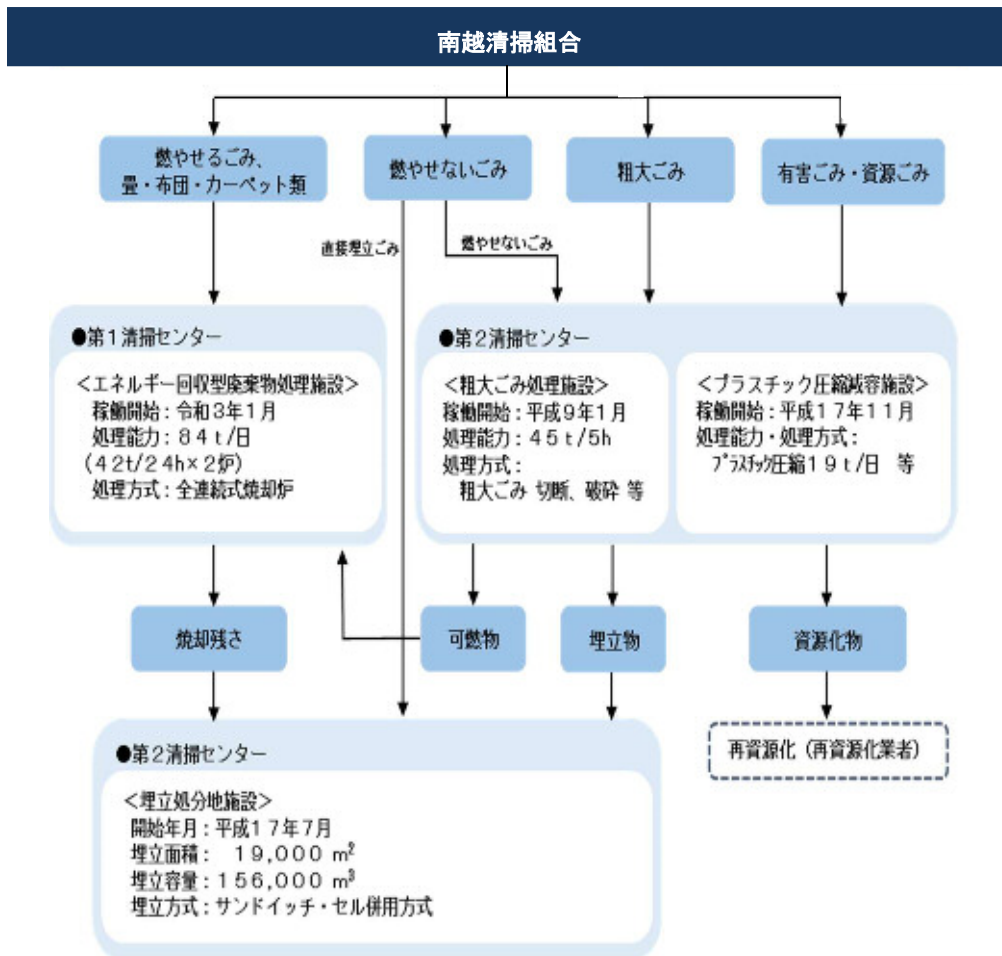 南越清掃組合
燃やせるごみ、
畳・布団・カーペット類
燃やせないごみ
粗大ごみ
有害ごみ・資源ごみ
直接埋立ごみ
燃やせないごみ
●第1清掃センター
<エネルギー回収型廃棄物処理施設>
稼働開始:令和3年1月
処理能力:84t/日
(42t/24h×2炉)
処理方式:全連続式焼却炉
●第2清掃センター
<粗大ごみ処理施設>
稼働開始:平成9年1月
処理能力:45t/5h
処理方式:
粗大ごみ 切断、破砕 等
<プラスチック圧縮減容施設>
稼働開始:平成17年11月
処理能力・処理方式:
プラスチック圧縮19t/日 等
焼却残さ
可燃物
埋立物
資源化物
●第2清掃センター
<埋立処分地施設>
開始年月:平成17年7月
埋立面積: 19,000 m²
埋立容量:156,000 m³
埋立方式:サンドイッチ・セル併用方式
再資源化(再資源化業者)